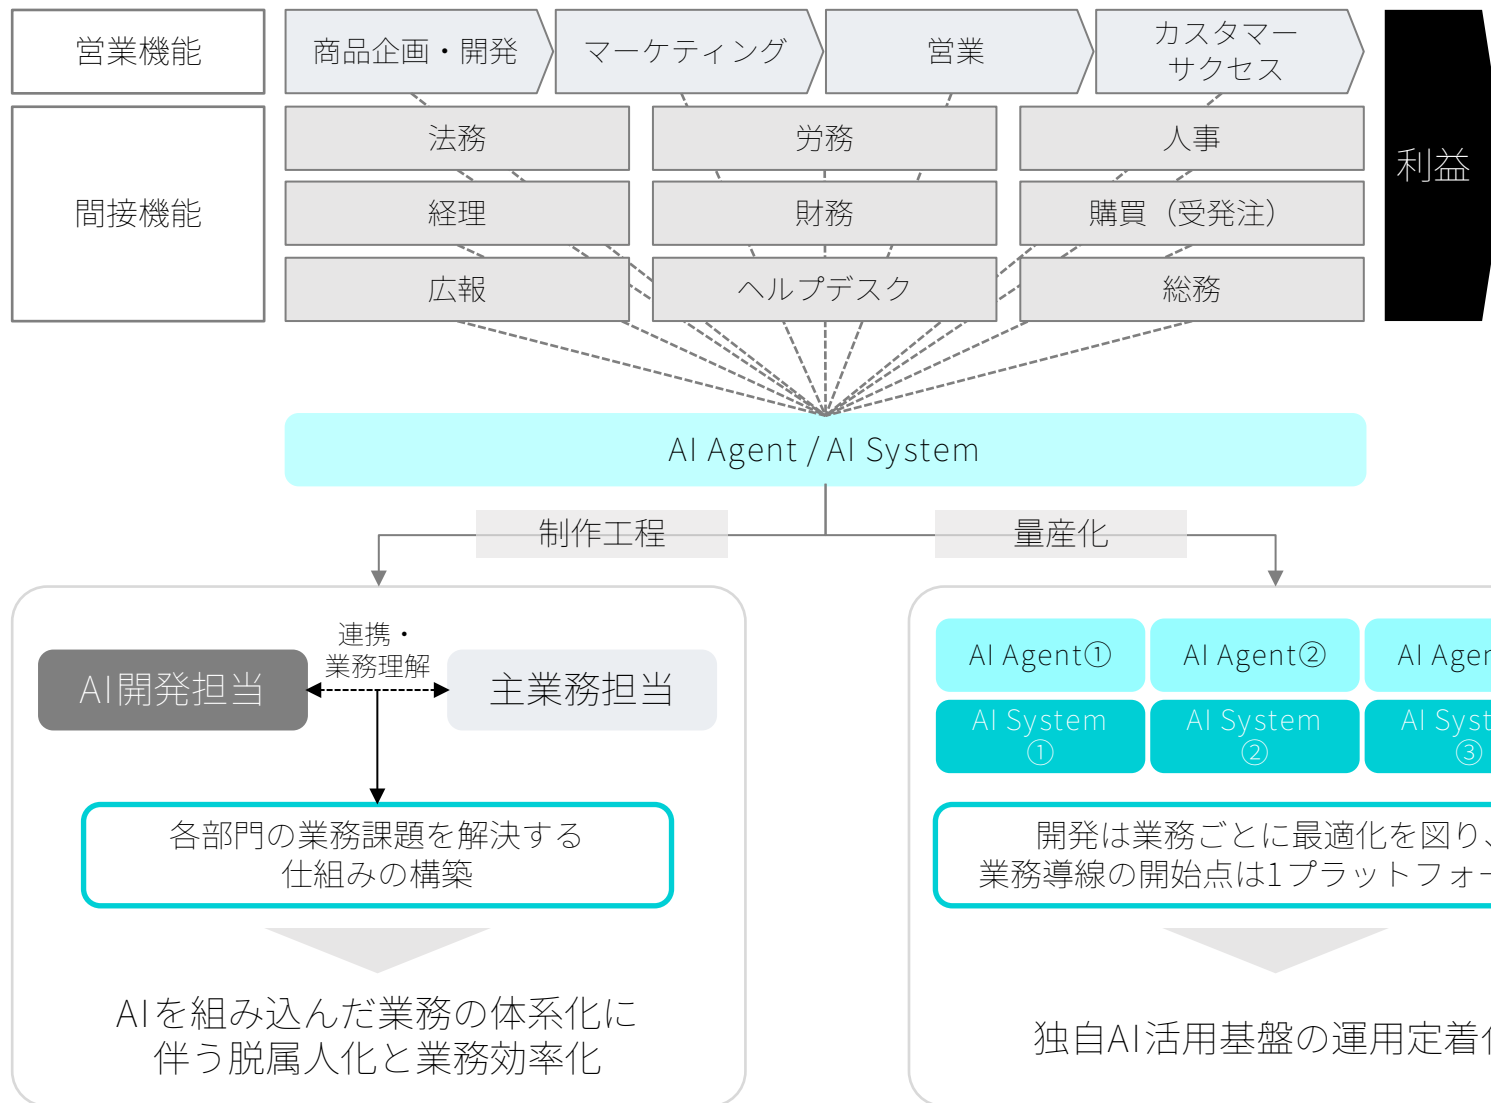 営業機能
商品企画・開発
マーケティング
営業
カスタマー
サクセス
利益
間接機能
法務
労務
人事
経理
財務
購買（受発注）
広報
ヘルプデスク
総務
AI Agent / AI System
制作工程
量産化
連携・
業務理解
AI開発担当
主業務担当
各部門の業務課題を解決する
仕組みの構築
AIを組み込んだ業務の体系化に
伴う脱属人化と業務効率化
AI Agent①
AI Agent②
AI
AI System
①
AI System
②
AI
③
開発は業務ごとに最適化を図り、
業務導線の開始点は1プラットフォー
独自AI活用基盤の運用定着